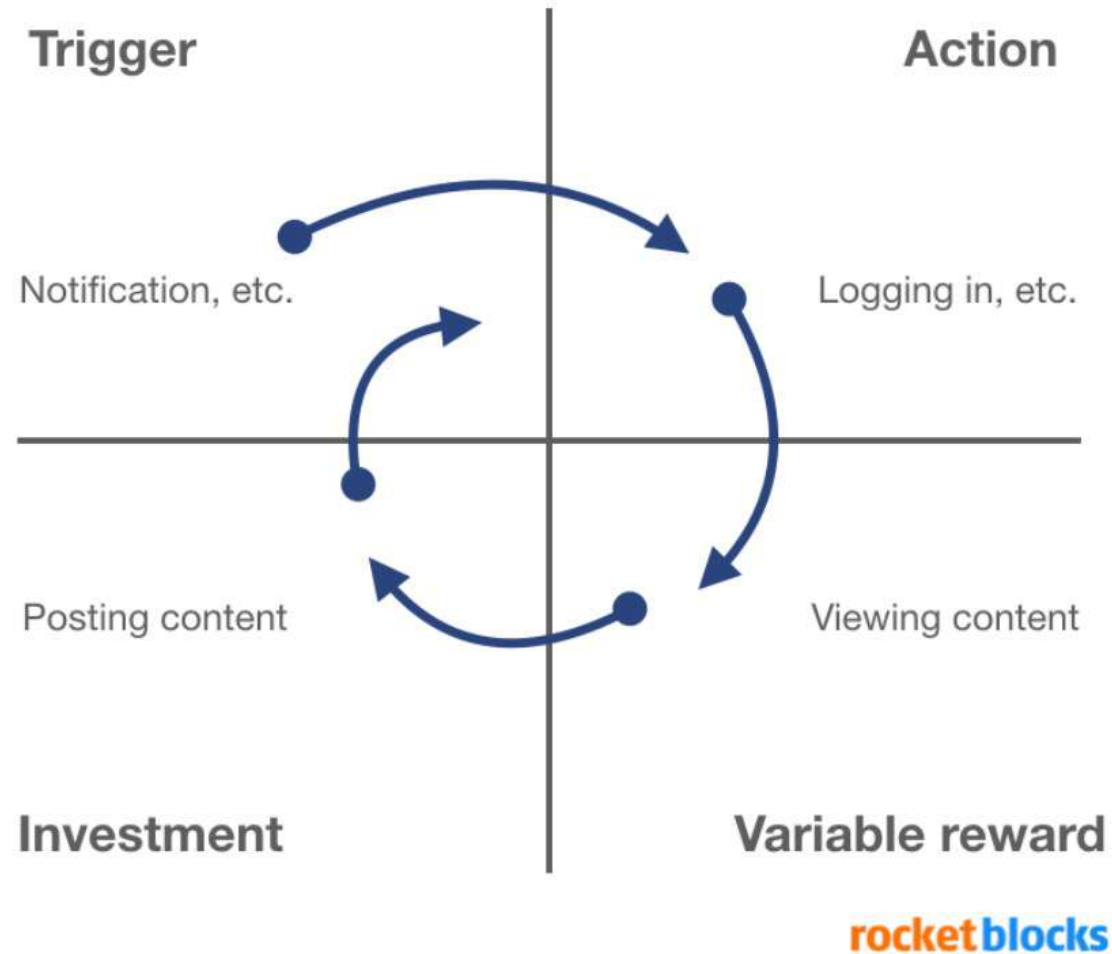 Trigger
Action
Notification, etc.
Logging in, etc.
Posting content
Viewing content
Investment
Variable reward
rocketblocks